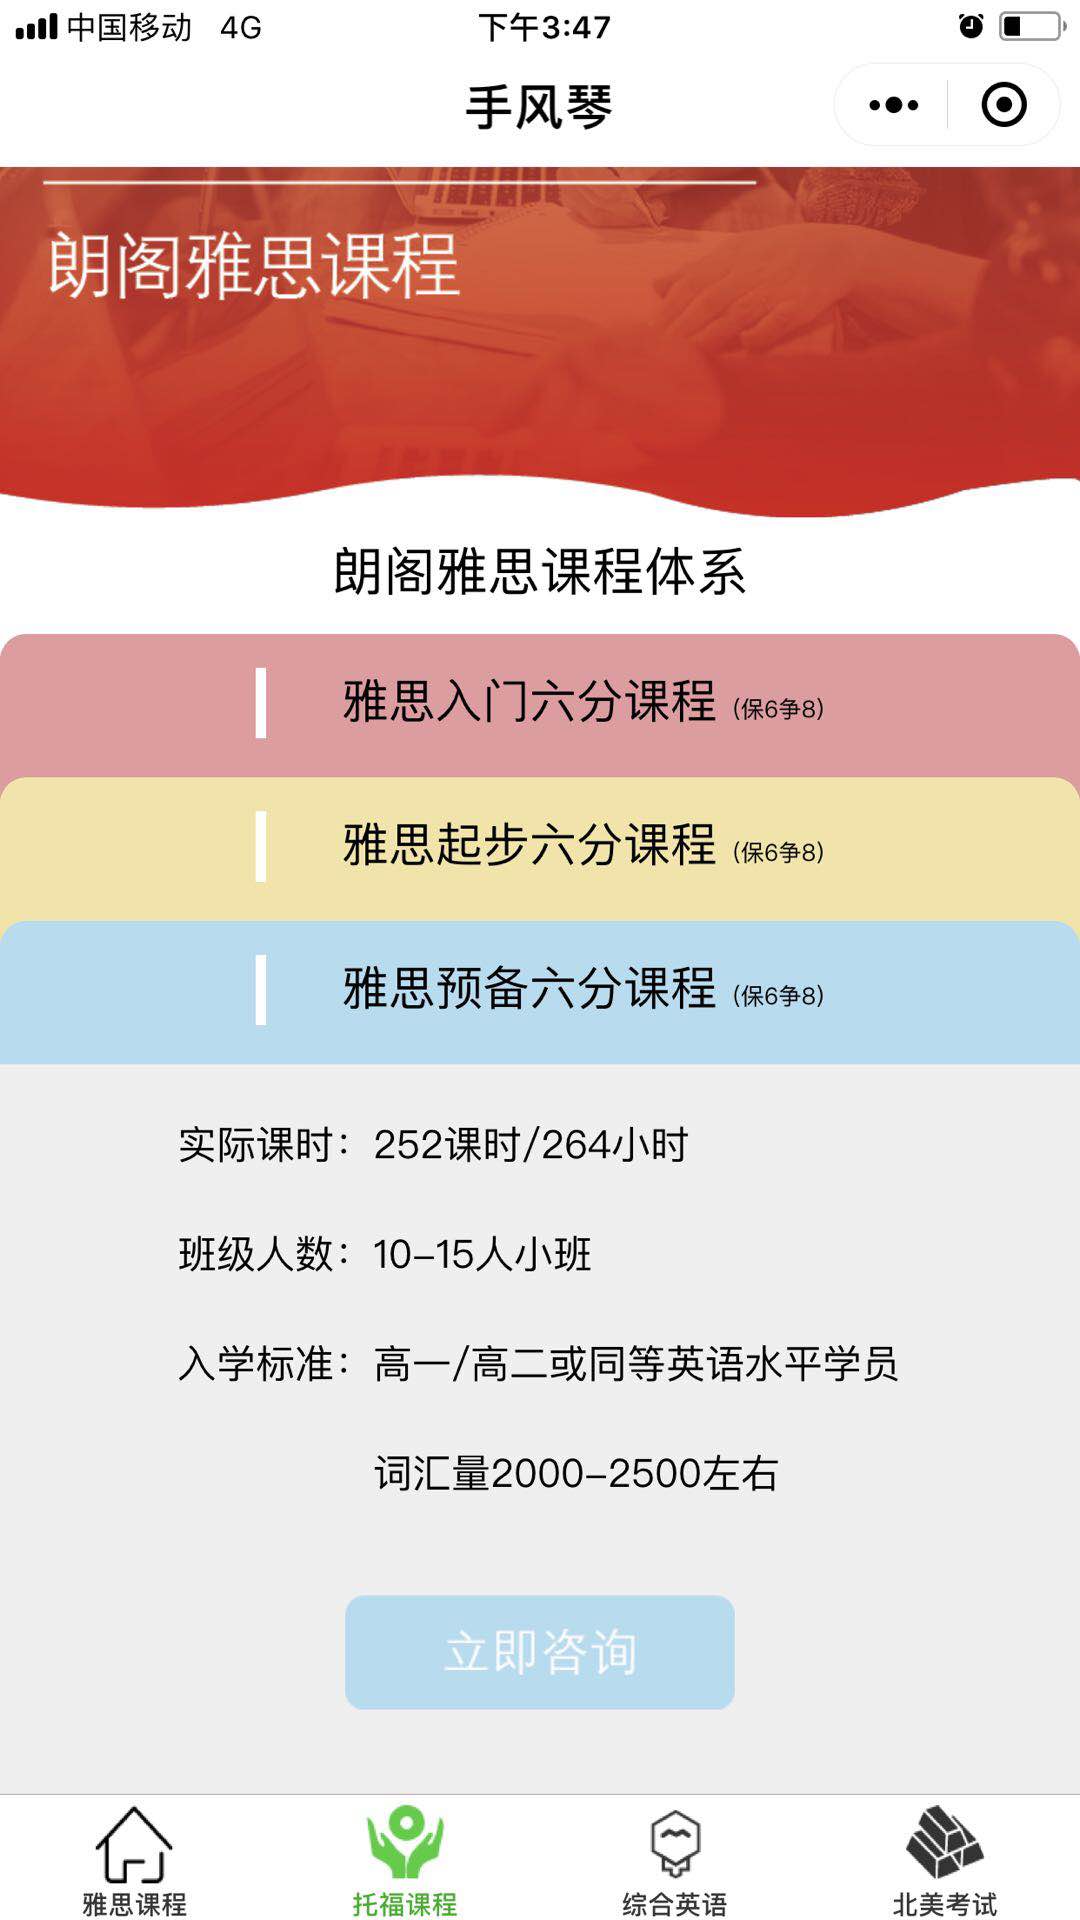 中国移动 4G 下午3:47
手风琴
朗阁雅思课程
朗阁雅思课程体系
雅思入门六分课程 (保6争8)
雅思起步六分课程 (保6争8)
雅思预备六分课程 (保6争8)
实际课时：252课时/264小时
班级人数：10-15人小班
入学标准：高一/高二或同等英语水平学员
词汇量2000-2500左右
立即咨询
雅思课程 托福课程 综合英语 北美考试